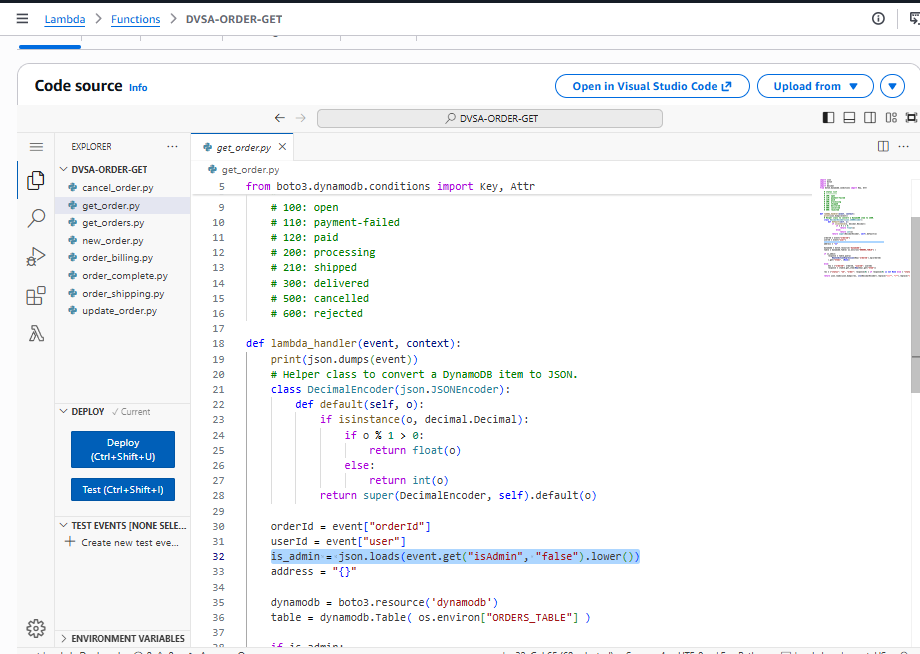 Lambda > Functions > DVSA-ORDER-GET
Code source Info
Open in Visual Studio Code
Upload from
DVSA-ORDER-GET
EXPLORER
DVSA-ORDER-GET
cancel_order.py
get_order.py
get_orders.py
new_order.py
order_billing.py
order_complete.py
order_shipping.py
update_order.py
DEPLOY ✓ Current
Deploy
(Ctrl+Shift+U)
Test (Ctrl+Shift+I)
TEST EVENTS [NONE SELE...
+ Create new test eve...
ENVIRONMENT VARIABLES
get_order.py
get_order.py
5 from boto3.dynamodb.conditions import Key, Attr
9 # 100: open
10 # 110: payment-failed
11 # 120: paid
12 # 200: processing
13 # 210: shipped
14 # 300: delivered
15 # 500: cancelled
16 # 600: rejected
17
18 def lambda_handler(event, context):
19 print(json.dumps(event))
20 # Helper class to convert a DynamoDB item to JSON.
21 class DecimalEncoder(json.JSONEncoder):
22 def default(self, o):
23 if isinstance(o, decimal.Decimal):
24 if o % 1 > 0:
25 return float(o)
26 else:
27 return int(o)
28 return super(DecimalEncoder, self).default(o)
29
30 orderId = event["orderId"]
31 userId = event["user"]
32 is_admin = json.loads(event.get("isAdmin", "false").lower())
33 address = "{}"
34
35 dynamodb = boto3.resource('dynamodb')
36 table = dynamodb.Table( os.environ["ORDERS_TABLE"] )
37
38 if is_admin: